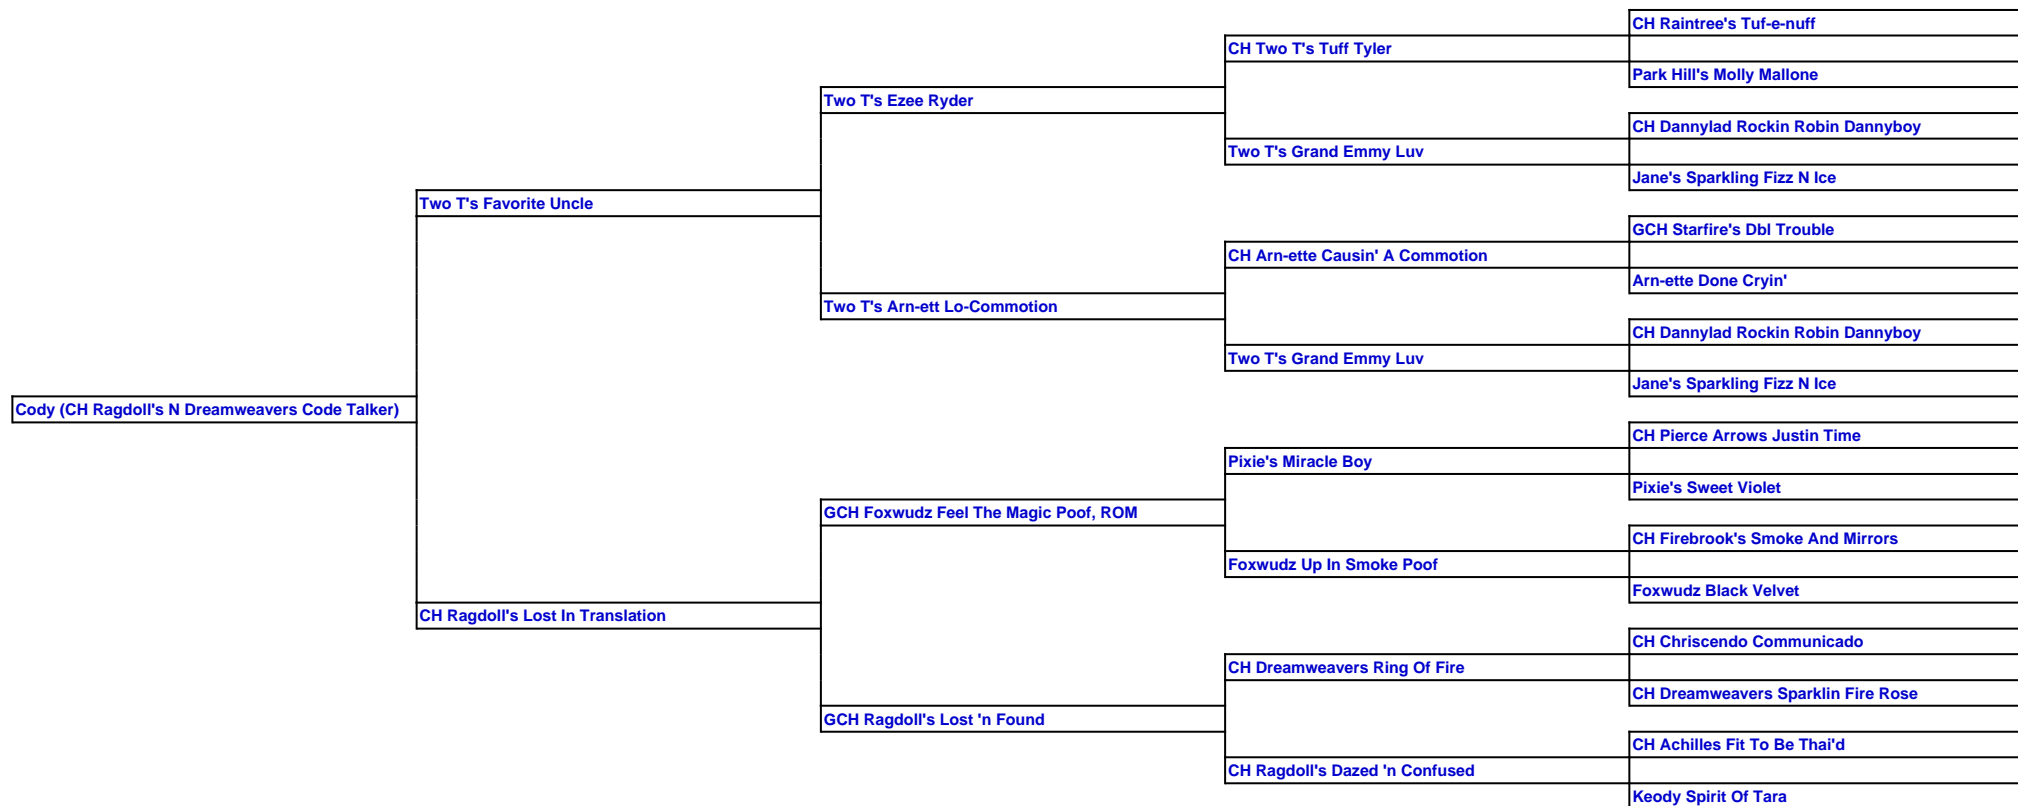 CH Raintree's Tuf-e-nuff
CH Two T's Tuff Tyler
Park Hill's Molly Mallone
Two T's Ezee Ryder
CH Dannylad Rockin Robin Dannyboy
Two T's Grand Emmy Luv
Jane's Sparkling Fizz N Ice
Two T's Favorite Uncle
GCH Starfire's Dbl Trouble
CH Arn-ette Causin' A Commotion
Arn-ette Done Cryin'
Two T's Arn-ett Lo-Commotion
CH Dannylad Rockin Robin Dannyboy
Two T's Grand Emmy Luv
Jane's Sparkling Fizz N Ice
Cody (CH Ragdoll's N Dreamweavers Code Talker)
CH Pierce Arrows Justin Time
Pixie's Miracle Boy
Pixie's Sweet Violet
GCH Foxwudz Feel The Magic Poof, ROM
CH Firebrook's Smoke And Mirrors
Foxwudz Up In Smoke Poof
Foxwudz Black Velvet
CH Ragdoll's Lost In Translation
CH Chriscendo Communicado
CH Dreamweavers Ring Of Fire
CH Dreamweavers Sparklin Fire Rose
GCH Ragdoll's Lost 'n Found
CH Achilles Fit To Be Thai'd
CH Ragdoll's Dazed 'n Confused
Keody Spirit Of Tara